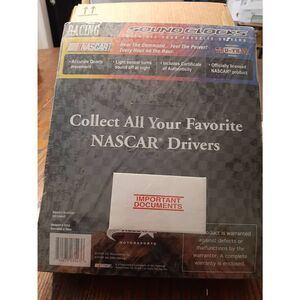 RACING
SOUND CLOCKS
NASCAR
Hear The Command... Feel The Power!
Every Hour on the Hour
• Accurate Quartz movement
• Light sensor turns sound off at night
• Includes Certificate of Authenticity
• Officially licensed NASCAR product
Collect All Your Favorite
NASCAR® Drivers
IMPORTANT
DOCUMENTS
MOTORSPORTS
product is warranted
against defects or
malfunctions by the
warrantor. A complete
warranty is enclosed.